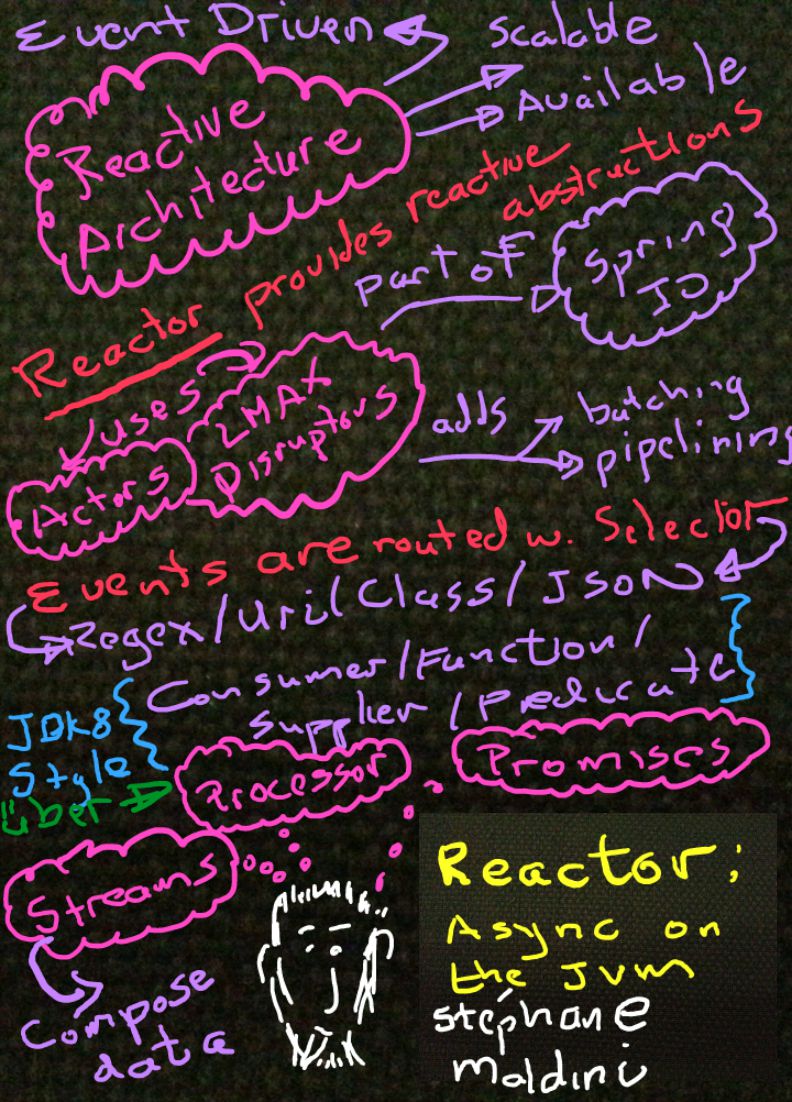 Event Driven
Scalable
Available
Reactive
Architecture
Reactor provides reactive
abstructions
part of
Spring
IO
uses
LMAX
Disruptors
Actors
adds
batching
pipelining
Events are routed w. Selector
Regex/Uri/Class/JSON
Consumer/Function/
Supplier/Predicate
JDK8
Style
über
Processor
Promises
Streams
Compose
data
Reactor:
Async on
the JVM
stéphane
maldini